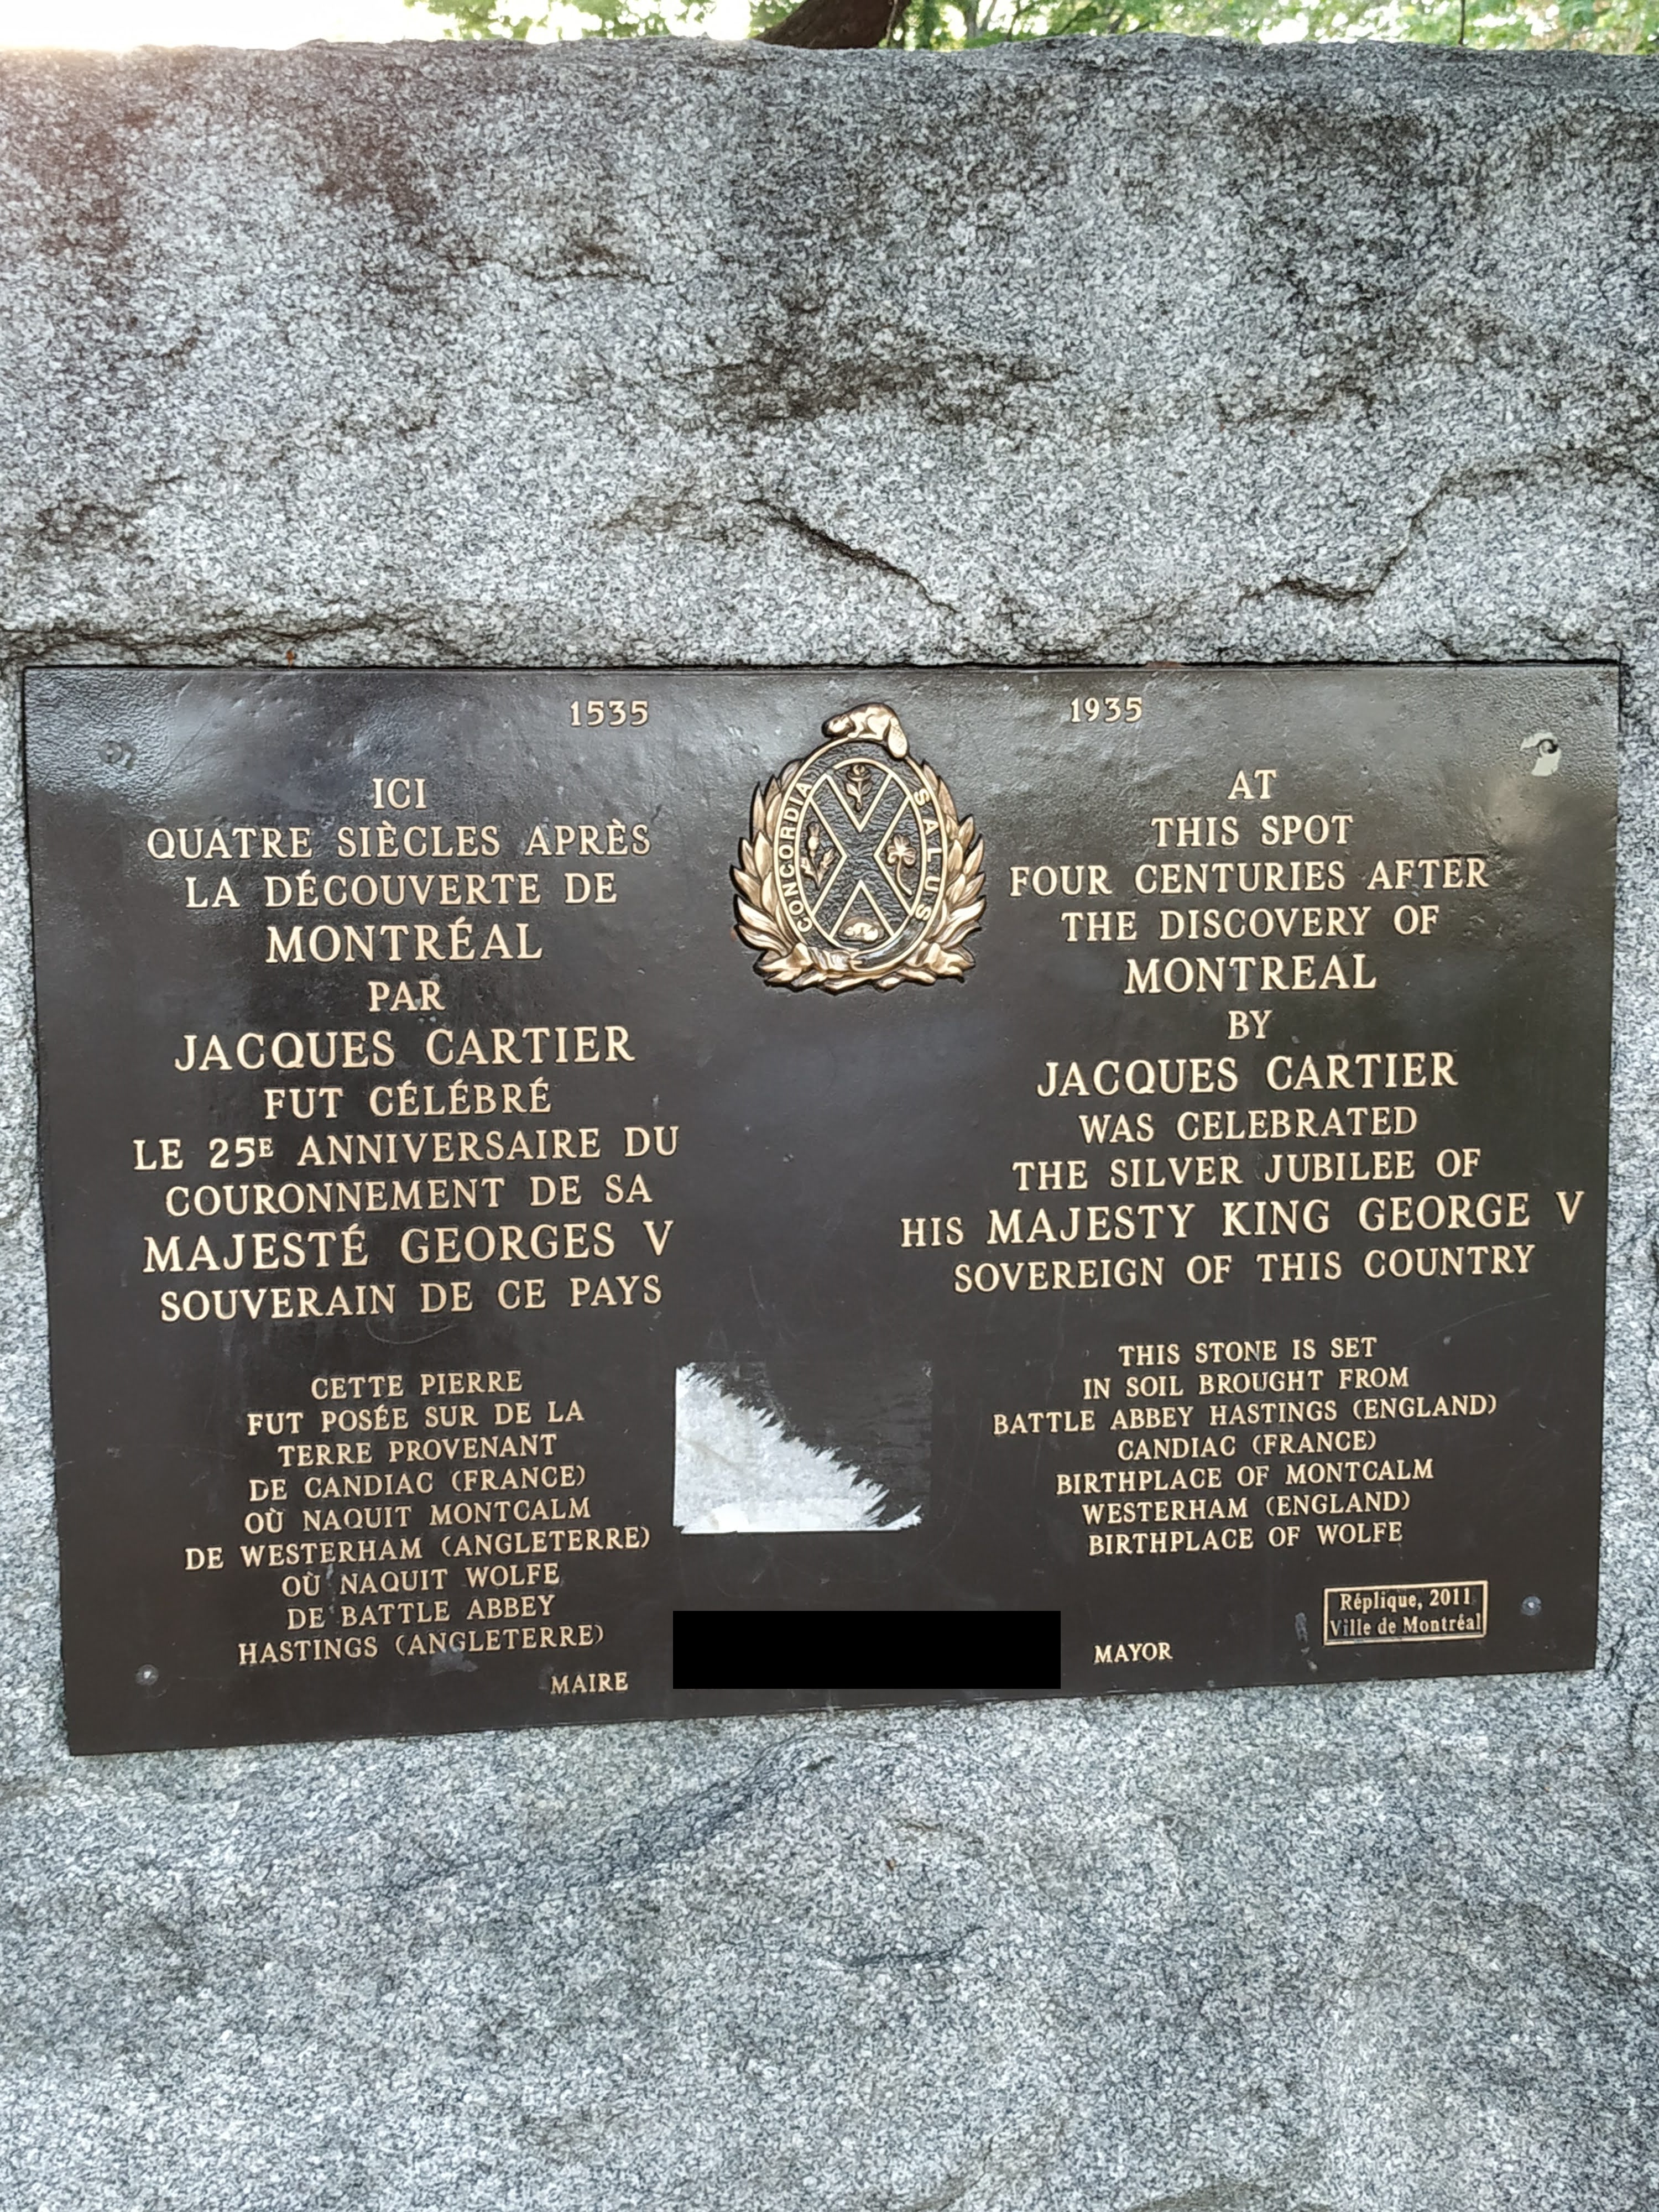 1535
1935
CONCORDIA SALUS
ICI
QUATRE SIÈCLES APRÈS
LA DÉCOUVERTE DE
MONTRÉAL
PAR
JACQUES CARTIER
FUT CÉLÉBRÉ
LE 25E ANNIVERSAIRE DU
COURONNEMENT DE SA
MAJESTÉ GEORGES V
SOUVERAIN DE CE PAYS
CETTE PIERRE
FUT POSÉE SUR DE LA
TERRE PROVENANT
DE CANDIAC (FRANCE)
OÙ NAQUIT MONTCALM
DE WESTERHAM (ANGLETERRE)
OÙ NAQUIT WOLFE
DE BATTLE ABBEY
HASTINGS (ANGLETERRE)
MAIRE
AT
THIS SPOT
FOUR CENTURIES AFTER
THE DISCOVERY OF
MONTREAL
BY
JACQUES CARTIER
WAS CELEBRATED
THE SILVER JUBILEE OF
HIS MAJESTY KING GEORGE V
SOVEREIGN OF THIS COUNTRY
THIS STONE IS SET
IN SOIL BROUGHT FROM
BATTLE ABBEY HASTINGS (ENGLAND)
CANDIAC (FRANCE)
BIRTHPLACE OF MONTCALM
WESTERHAM (ENGLAND)
BIRTHPLACE OF WOLFE
MAYOR
Réplique, 2011
Ville de Montréal